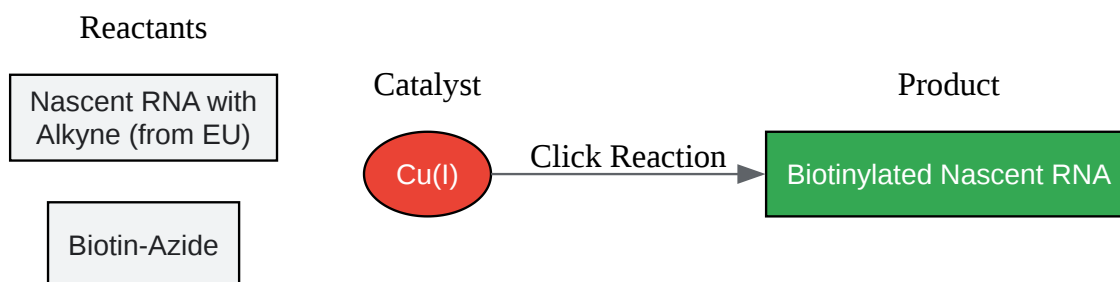 Reactants
Nascent RNA with
Alkyne (from EU)
Biotin-Azide
Catalyst
Cu(I)
Click Reaction
Product
Biotinylated Nascent RNA